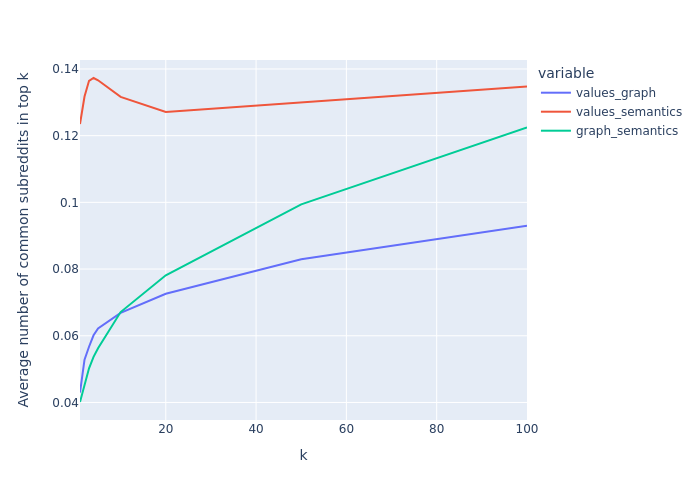 Average number of common subreddits in top k
0.14
0.12
0.1
0.08
0.06
0.04
20
40
60
80
100
k
variable
values_graph
values_semantics
graph_semantics